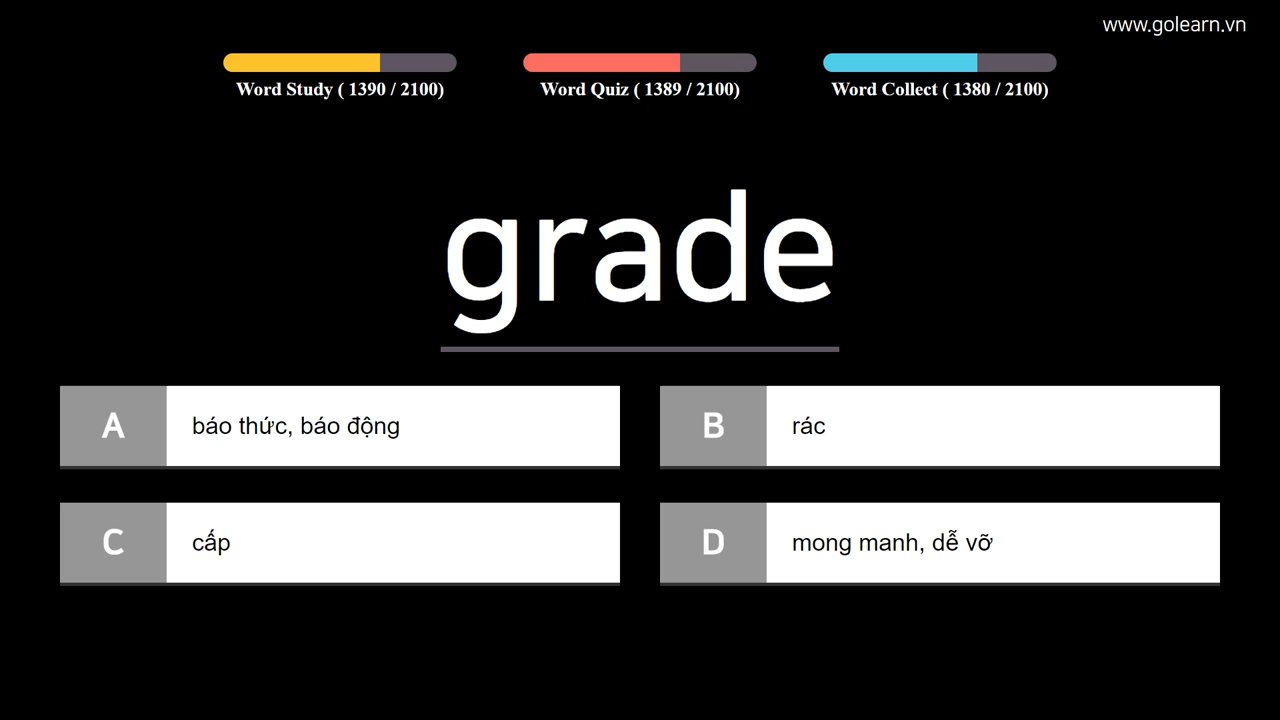 www.golearn.vn
Word Study ( 1390 / 2100)
Word Quiz ( 1389 / 2100)
Word Collect ( 1380 / 2100)
grade
A báo thức, báo động
B rác
C cấp
D mong manh, dễ vỡ